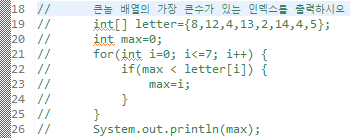 18 // 큰놈 배열의 가장 큰수가 있는 인덱스를 출력하시오
19 // int[] letter={8,12,4,13,2,14,4,5};
20 // int max=0;
21 // for(int i=0; i<=7; i++) {
22 // if(max < letter[i]) {
23 // max=i;
24 // }
25 // }
26 // System.out.println(max);